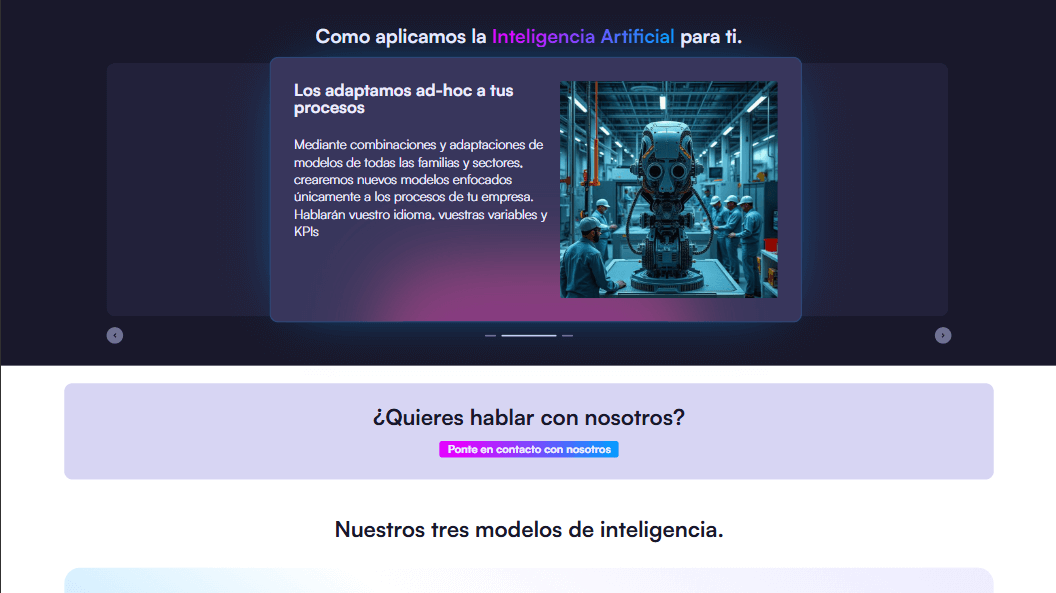 Como aplicamos la Inteligencia Artificial para ti.
Los adaptamos ad-hoc a tus
procesos
Mediante combinaciones y adaptaciones de
modelos de todas las familias y sectores,
crearemos nuevos modelos enfocados
únicamente a los procesos de tu empresa.
Hablarán vuestro idioma, vuestras variables y
KPIs
¿Quieres hablar con nosotros?
Ponte en contacto con nosotros
Nuestros tres modelos de inteligencia.